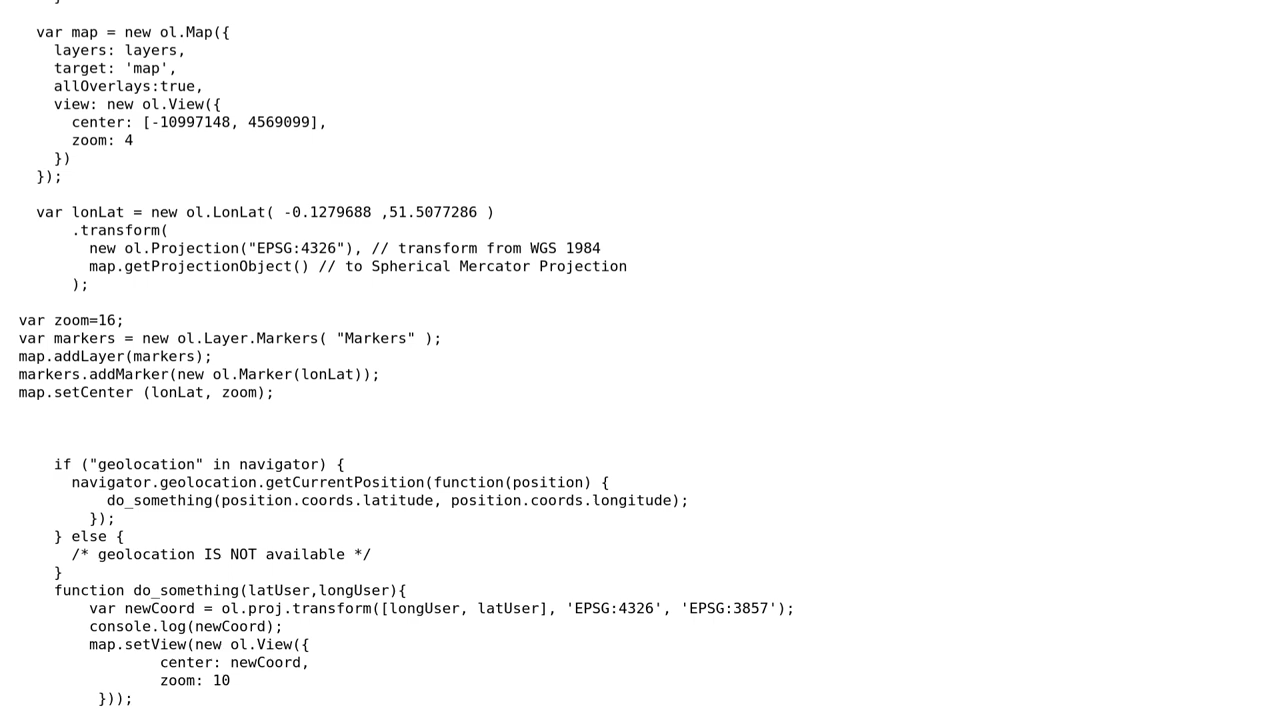 }
var map = new ol.Map({
layers: layers,
target: 'map',
allOverlays:true,
view: new ol.View({
center: [-10997148, 4569099],
zoom: 4
})
});
var lonLat = new ol.LonLat( -0.1279688 ,51.5077286 )
.transform(
new ol.Projection("EPSG:4326"), // transform from WGS 1984
map.getProjectionObject() // to Spherical Mercator Projection
);
var zoom=16;
var markers = new ol.Layer.Markers( "Markers" );
map.addLayer(markers);
markers.addMarker(new ol.Marker(lonLat));
map.setCenter (lonLat, zoom);
if ("geolocation" in navigator) {
navigator.geolocation.getCurrentPosition(function(position) {
do_something(position.coords.latitude, position.coords.longitude);
});
} else {
/* geolocation IS NOT available */
}
function do_something(latUser,longUser){
var newCoord = ol.proj.transform([longUser, latUser], 'EPSG:4326', 'EPSG:3857');
console.log(newCoord);
map.setView(new ol.View({
center: newCoord,
zoom: 10
}));